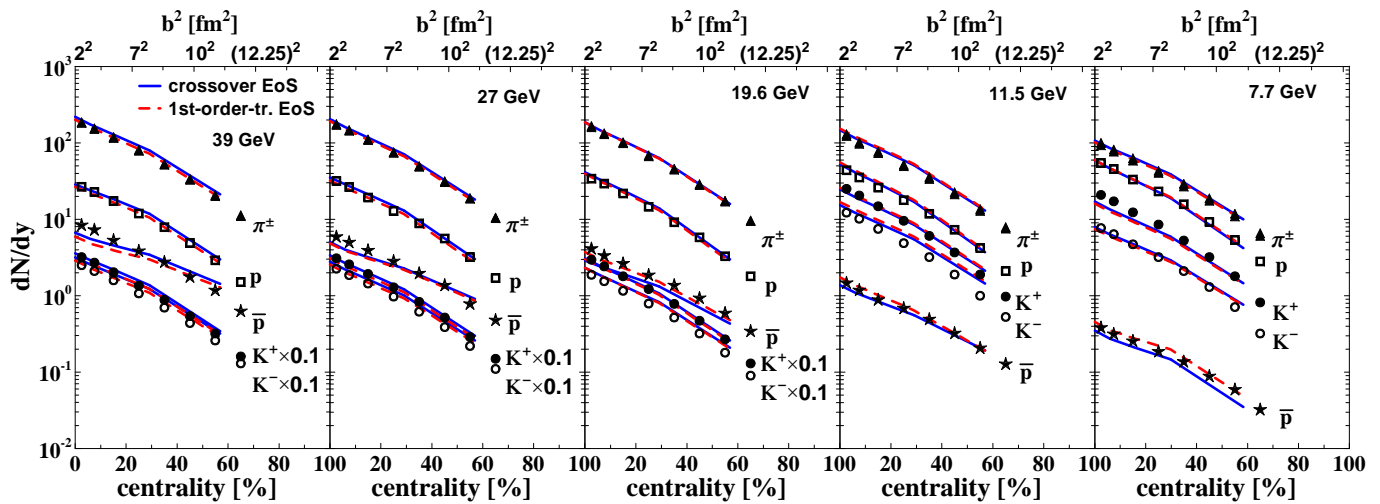 b² [fm²] b² [fm²] b² [fm²] b² [fm²] b² [fm²]
2² 7² 10² (12.25)² 2² 7² 10² (12.25)² 2² 7² 10² (12.25)² 2² 7² 10² (12.25)² 2² 7² 10² (12.25)²
dN/dy
10³
10²
10¹
10⁰
10⁻¹
10⁻²
crossover EoS
1st-order-tr. EoS
39 GeV
π±
p
p̅
K⁺×0.1
K⁻×0.1
27 GeV
π±
p
p̅
K⁺×0.1
K⁻×0.1
19.6 GeV
π±
p
p̅
K⁺×0.1
K⁻×0.1
11.5 GeV
π±
p
K⁺
K⁻
p̅
7.7 GeV
π±
p
K⁺
K⁻
p̅
0 20 40 60 80 100 20 40 60 80 100 20 40 60 80 100 20 40 60 80 100 20 40 60 80 100
centrality [%] centrality [%] centrality [%] centrality [%] centrality [%]